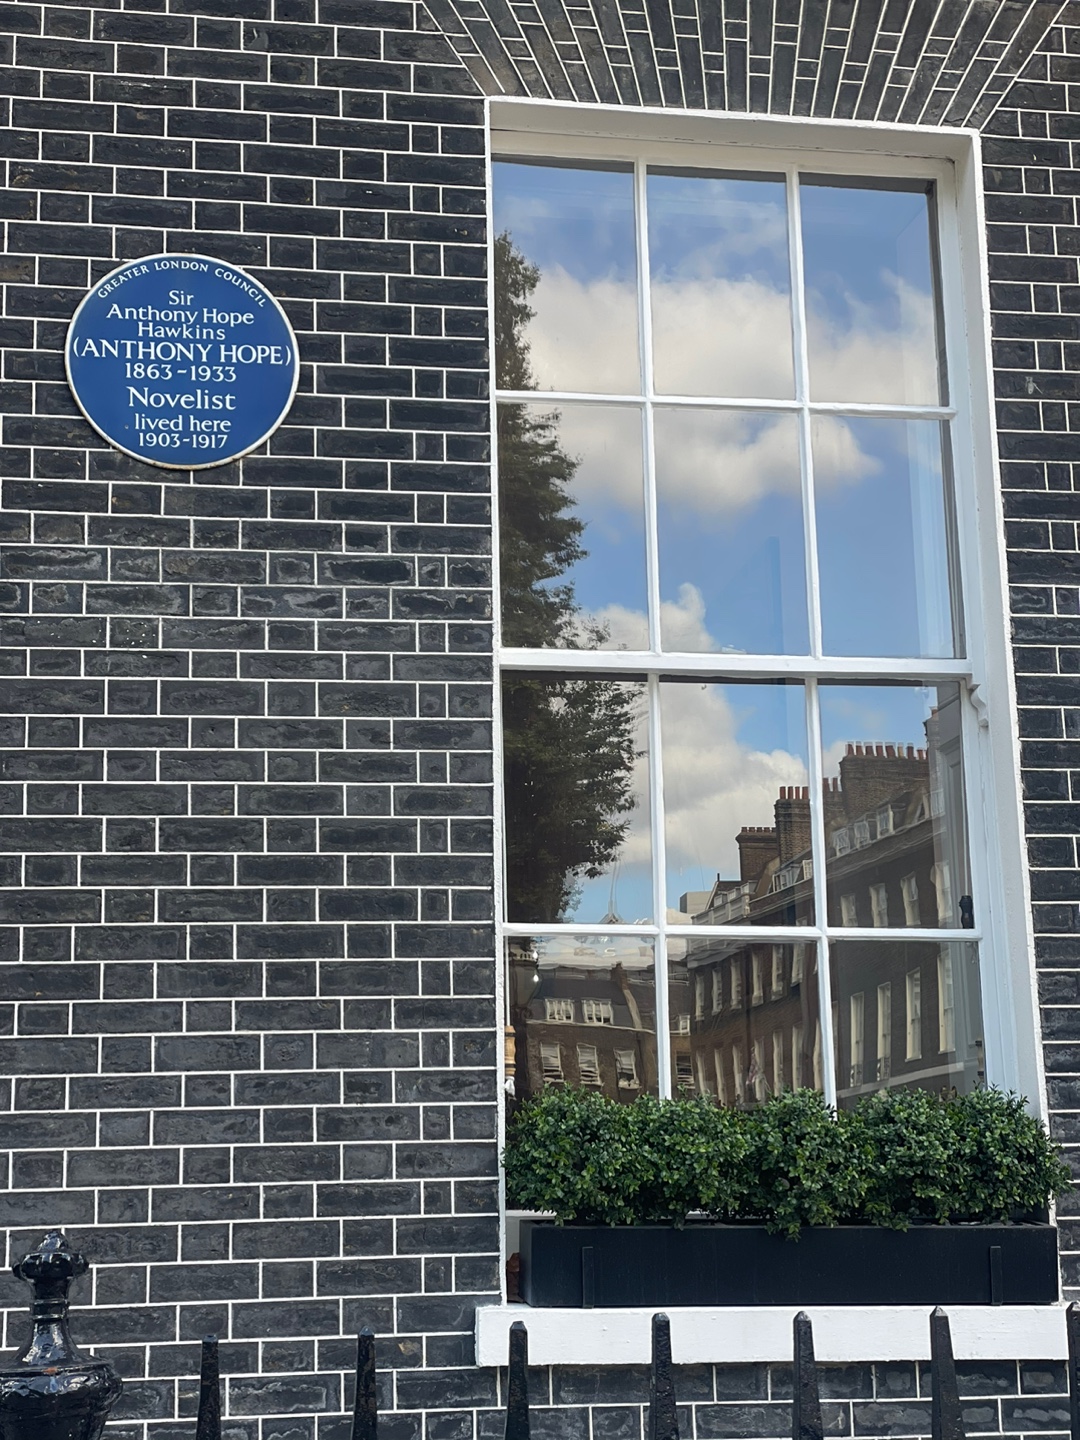 GREATER LONDON COUNCIL
Sir
Anthony Hope
Hawkins
(ANTHONY HOPE)
1863-1933
Novelist
lived here
1903-1917